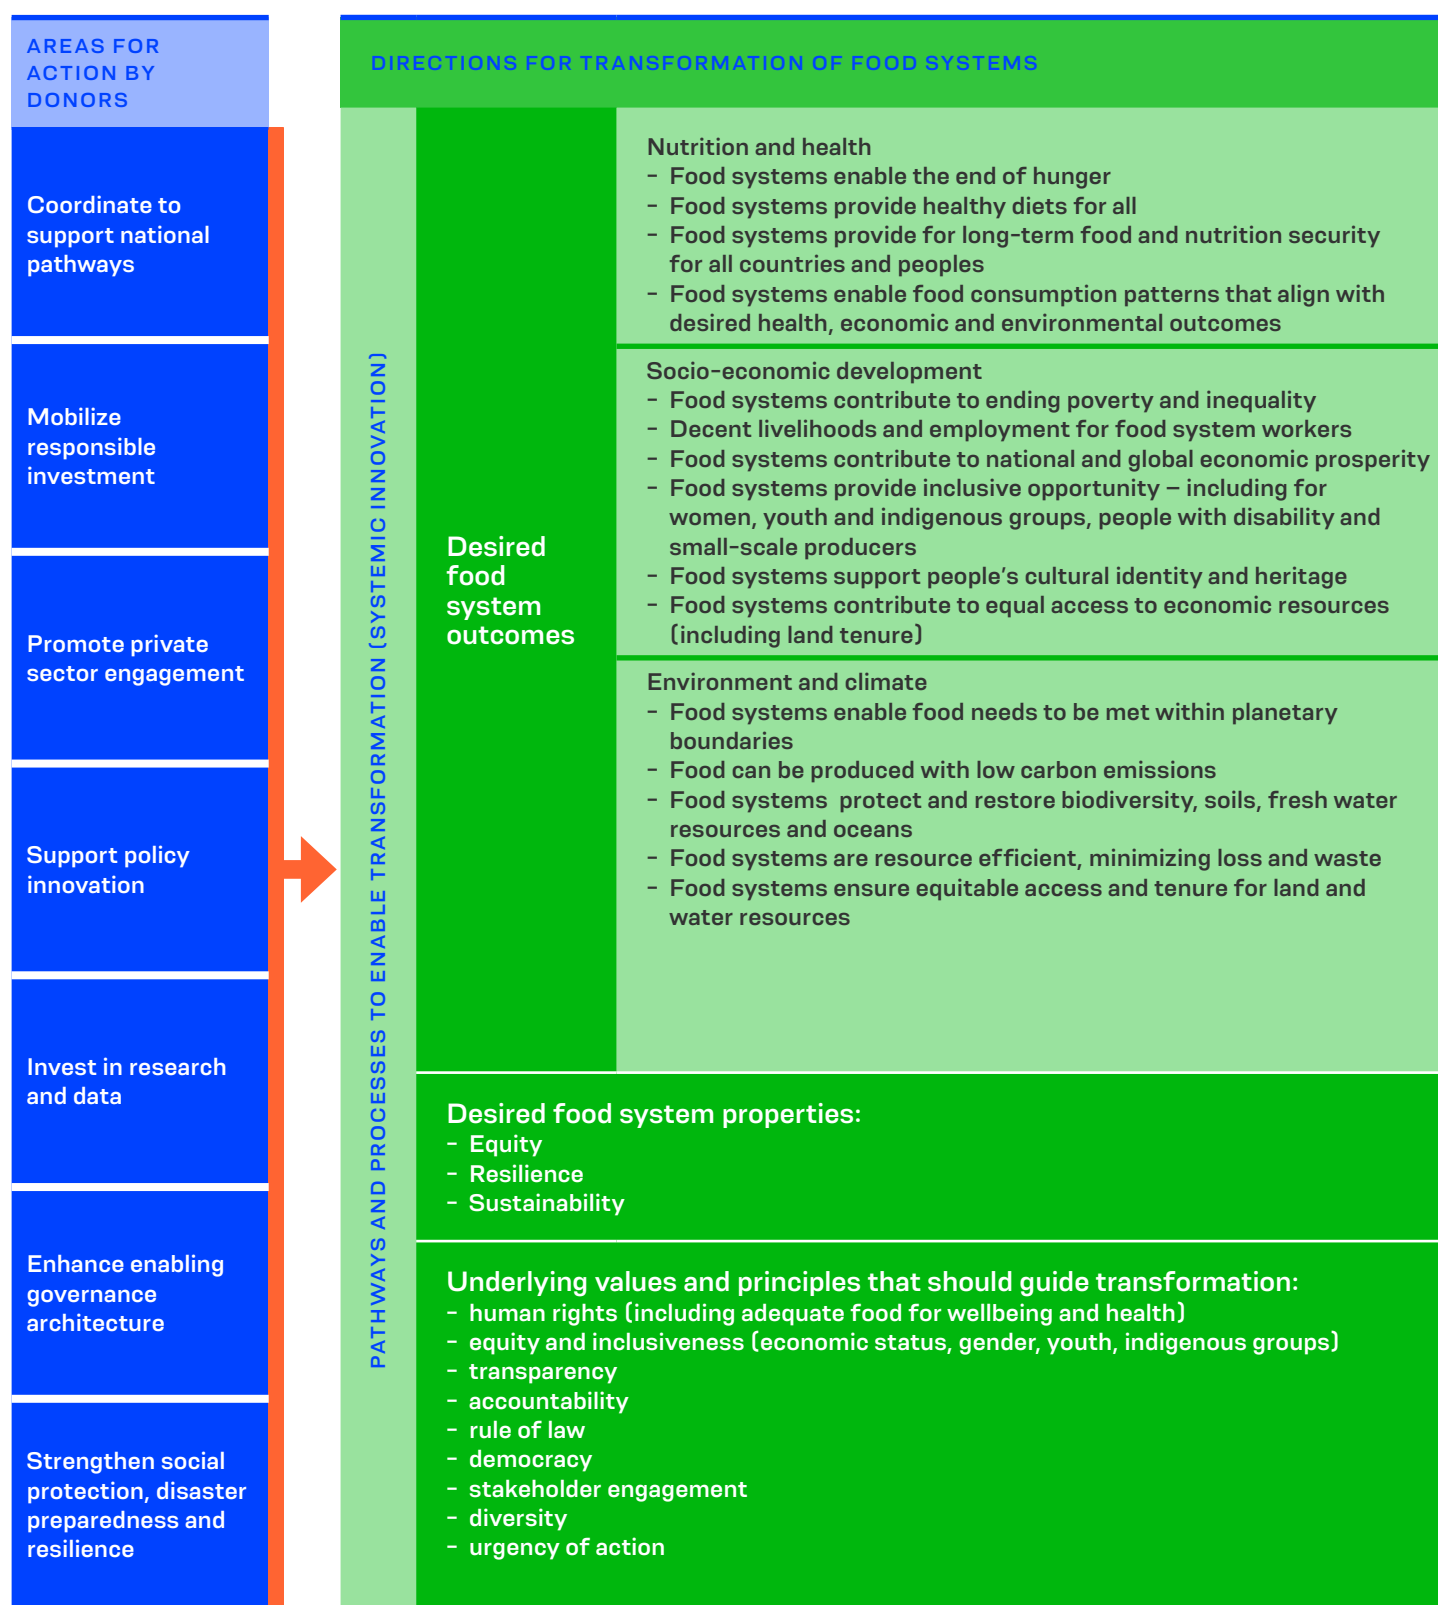 AREAS FOR
ACTION BY
DONORS
Coordinate to
support national
pathways
Mobilize
responsible
investment
Promote private
sector engagement
Support policy
innovation
Invest in research
and data
Enhance enabling
governance
architecture
Strengthen social
protection, disaster
preparedness and
resilience
DIRECTIONS FOR TRANSFORMATION OF FOOD SYSTEMS
PATHWAYS AND PROCESSES TO ENABLE TRANSFORMATION (SYSTEMIC INNOVATION)
Desired
food
system
outcomes
Nutrition and health
- Food systems enable the end of hunger
- Food systems provide healthy diets for all
- Food systems provide for long-term food and nutrition security
for all countries and peoples
- Food systems enable food consumption patterns that align with
desired health, economic and environmental outcomes
Socio-economic development
- Food systems contribute to ending poverty and inequality
- Decent livelihoods and employment for food system workers
- Food systems contribute to national and global economic prosperity
- Food systems provide inclusive opportunity – including for
women, youth and indigenous groups, people with disability and
small-scale producers
- Food systems support people's cultural identity and heritage
- Food systems contribute to equal access to economic resources
(including land tenure)
Environment and climate
- Food systems enable food needs to be met within planetary
boundaries
- Food can be produced with low carbon emissions
- Food systems protect and restore biodiversity, soils, fresh water
resources and oceans
- Food systems are resource efficient, minimizing loss and waste
- Food systems ensure equitable access and tenure for land and
water resources
Desired food system properties:
- Equity
- Resilience
- Sustainability
Underlying values and principles that should guide transformation:
- human rights (including adequate food for wellbeing and health)
- equity and inclusiveness (economic status, gender, youth, indigenous groups)
- transparency
- accountability
- rule of law
- democracy
- stakeholder engagement
- diversity
- urgency of action